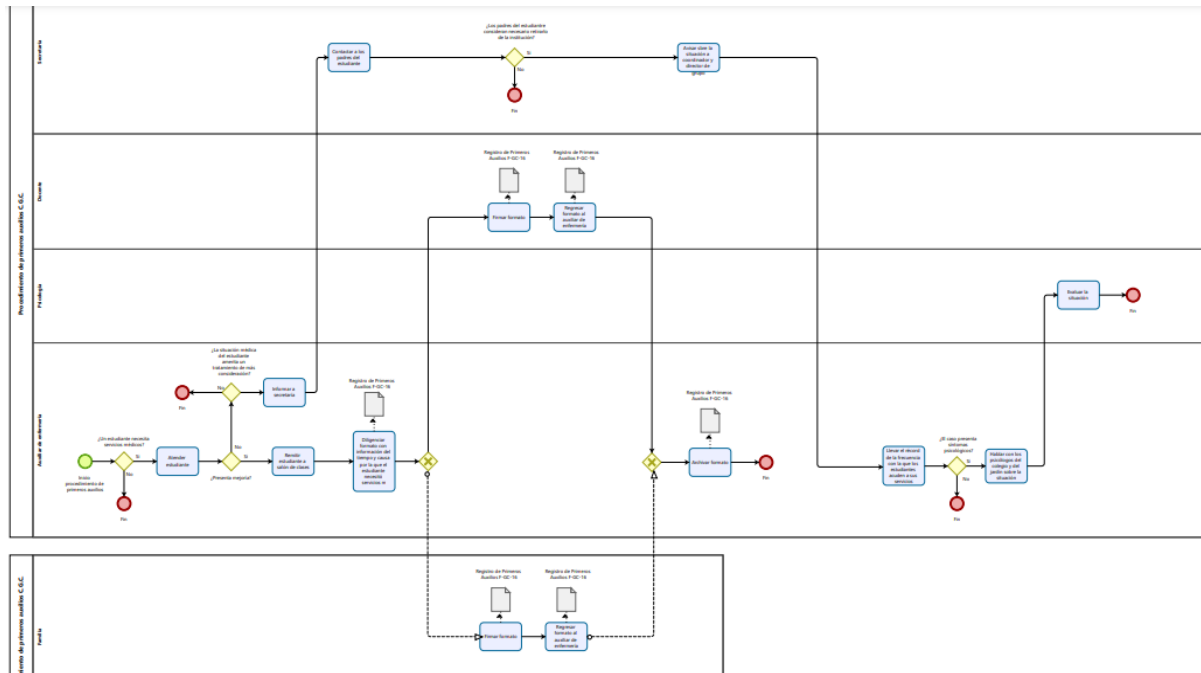 Procedimiento de primeros auxilios C.G.C.
Secretaria
Contactar a los
padres del
estudiante
¿Los padres del estudiante
consideran necesario retirarlo
de la institución?
Si
No
Fin
Avisar
la
situación a
coordinador y
director de
grupo
Docente
Registro de Primeros
Auxilios F-GC-16
Firmar formato
Registro de Primeros
Auxilios F-GC-16
Regresar
formato al
auxiliar de
enfermería
Psicología
Evaluar la
situación
Fin
Auxiliar de enfermería
Inicio
procedimiento de
primeros auxilios
¿Un estudiante necesita
servicios médicos?
Si
No
Fin
Atender
estudiante
¿Presenta mejoría?
Si
No
¿La situación médica
del estudiante
amerita un
tratamiento de más
consideración?
No
Fin
Informar a
secretaria
Remitir
estudiante a
salón de clases
Registro de Primeros
Auxilios F-GC-16
Diligenciar
formato con
información del
tiempo y causa
por lo que el
estudiante
necesitó
servicios m
Registro de Primeros
Auxilios F-GC-16
Archivar formato
Fin
Llevar el récord
de la frecuencia
con la que los
estudiantes
acuden a sus
servicios
¿El caso presenta
síntomas
psicológicos?
Si
No
Fin
Hablar con los
psicólogos del
colegio y del
jardín sobre la
situación
miento de primeros auxilios C.G.C.
Familia
Registro de Primeros
Auxilios F-GC-16
Firmar formato
Registro de Primeros
Auxilios F-GC-16
Regresar
formato al
auxiliar de
enfermería